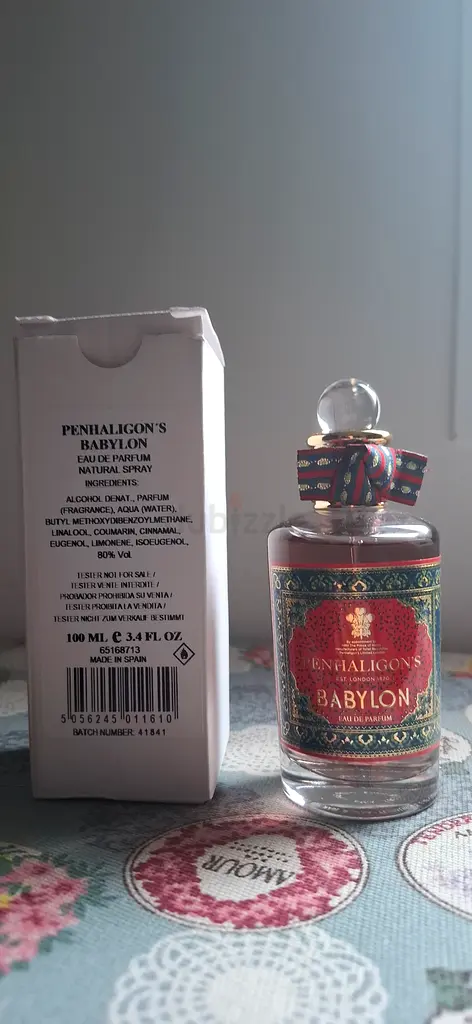 PENHALIGON'S
BABYLON
EAU DE PARFUM
NATURAL SPRAY
INGREDIENTS:
ALCOHOL DENAT., PARFUM
(FRAGRANCE), AQUA (WATER),
BUTYL METHOXYDIBENZOYLMETHANE,
LINALOOL, COUMARIN, CINNAMAL,
EUGENOL, LIMONENE, ISOEUGENOL,
80% Vol.
TESTER NOT FOR SALE /
TESTER VENTE INTERDITE /
PROBADOR PROHIBIDA SU VENTA /
TESTER PROIBITA LA VENDITA /
TESTER NICHT ZUM VERKAUF BESTIMMT
100 ML e 3.4 FL OZ
65168713
MADE IN SPAIN
5 056245 011610
BATCH NUMBER: 41841
PENHALIGON'S
EST. LONDON 1870
BABYLON
EAU DE PARFUM
AMOUR